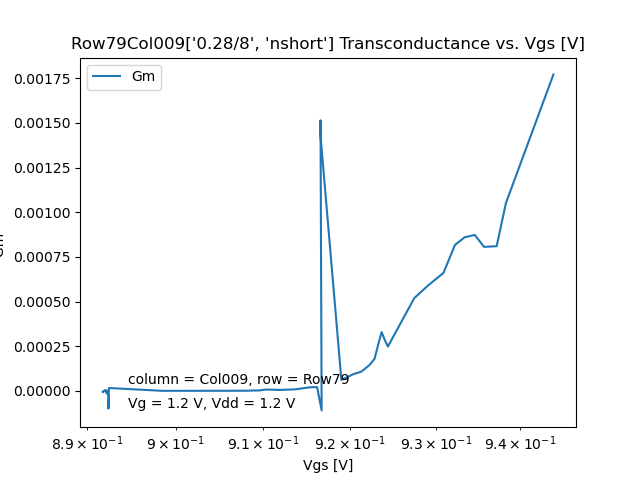 Row79Col009['0.28/8', 'nshort'] Transconductance vs. Vgs [V]
Gm
0.00175
0.00150
0.00125
0.00100
0.00075
0.00050
0.00025
0.00000
column = Col009, row = Row79
Vg = 1.2 V, Vdd = 1.2 V
8.9 × 10⁻¹ 9 × 10⁻¹ 9.1 × 10⁻¹ 9.2 × 10⁻¹ 9.3 × 10⁻¹ 9.4 × 10⁻¹
Vgs [V]